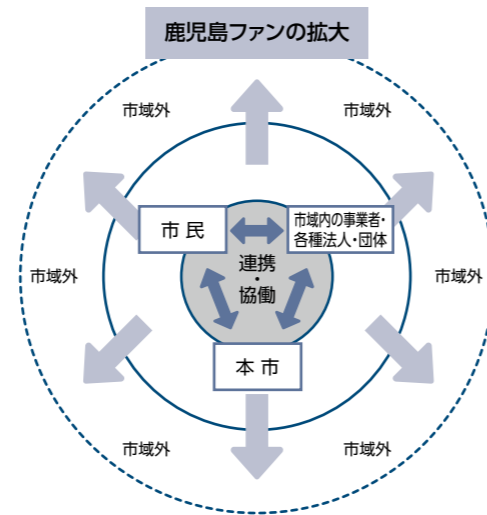 鹿児島ファンの拡大
市域外
市域外
市民
市域内の事業者・
各種法人・団体
連携
・
協働
市域外
市域外
本市
市域外
市域外